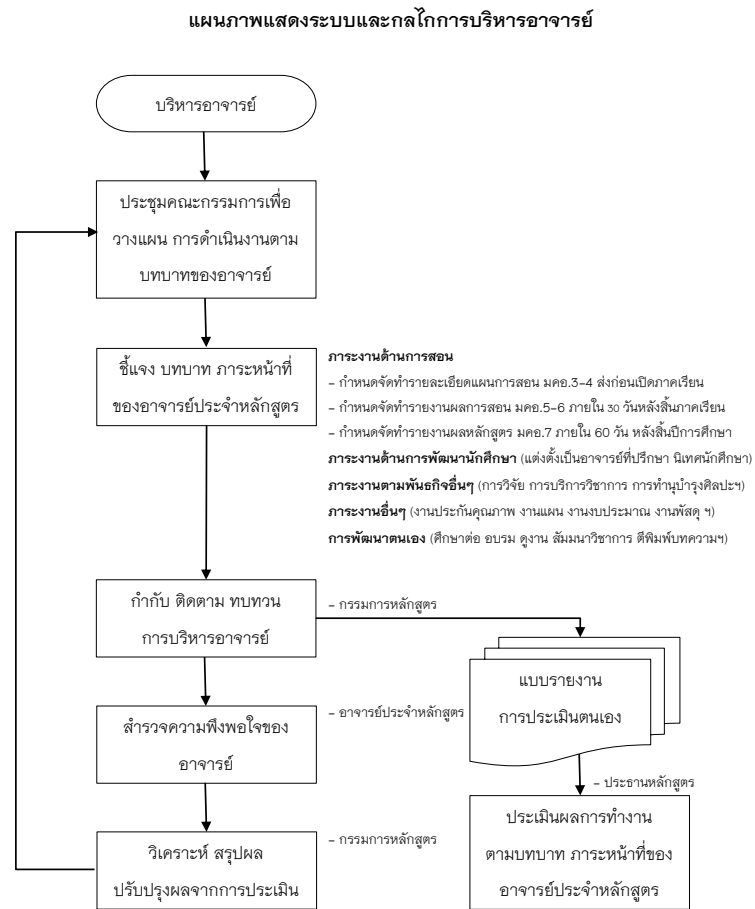 แผนภาพแสดงระบบและกลไกการบริหารอาจารย์
บริหารอาจารย์
ประชุมคณะกรรมการเพื่อ
วางแผน การดำเนินงานตาม
บทบาทของอาจารย์
ชี้แจง บทบาท ภาระหน้าที่
ของอาจารย์ประจำหลักสูตร
ภาระงานด้านการสอน
- กำหนดจัดทำรายละเอียดแผนการสอน มคอ.3-4 ส่งก่อนเปิดภาคเรียน
- กำหนดจัดทำรายงานผลการสอน มคอ.5-6 ภายใน 30 วันหลังสิ้นภาคเรียน
- กำหนดจัดทำรายงานผลหลักสูตร มคอ.7 ภายใน 60 วัน หลังสิ้นปีการศึกษา
ภาระงานด้านการพัฒนานักศึกษา (แต่งตั้งเป็นอาจารย์ที่ปรึกษา นิเทศนักศึกษา)
ภาระงานตามพันธกิจอื่นๆ (การวิจัย การบริการวิชาการ การทำนุบำรุงศิลปะฯ)
ภาระงานอื่นๆ (งานประกันคุณภาพ งานแผน งานงบประมาณ งานพัสดุ ฯ)
การพัฒนาตนเอง (ศึกษาต่อ อบรม ดูงาน สัมมนาวิชาการ ตีพิมพ์บทความฯ)
กำกับ ติดตาม ทบทวน
การบริหารอาจารย์
- กรรมการหลักสูตร
แบบรายงาน
การประเมินตนเอง
สำรวจความพึงพอใจของ
อาจารย์
- อาจารย์ประจำหลักสูตร
- ประธานหลักสูตร
ประเมินผลการทำงาน
ตามบทบาท ภาระหน้าที่ของ
อาจารย์ประจำหลักสูตร
วิเคราะห์ สรุปผล
ปรับปรุงผลจากการประเมิน
- กรรมการหลักสูตร